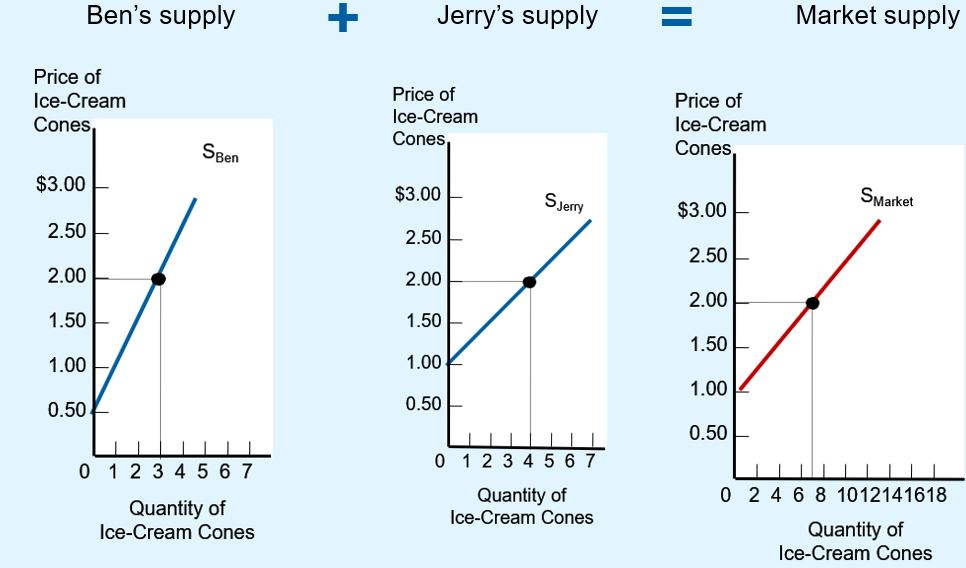 Ben's supply + Jerry's supply = Market supply
Price of
Ice-Cream
Cones
S Ben
$3.00
2.50
2.00
1.50
1.00
0.50
0 1 2 3 4 5 6 7
Quantity of
Ice-Cream Cones
Price of
Ice-Cream
Cones
S Jerry
$3.00
2.50
2.00
1.50
1.00
0.50
0 1 2 3 4 5 6 7
Quantity of
Ice-Cream Cones
Price of
Ice-Cream
Cones
S Market
$3.00
2.50
2.00
1.50
1.00
0.50
0 2 4 6 8 10 12 14 16 18
Quantity of
Ice-Cream Cones